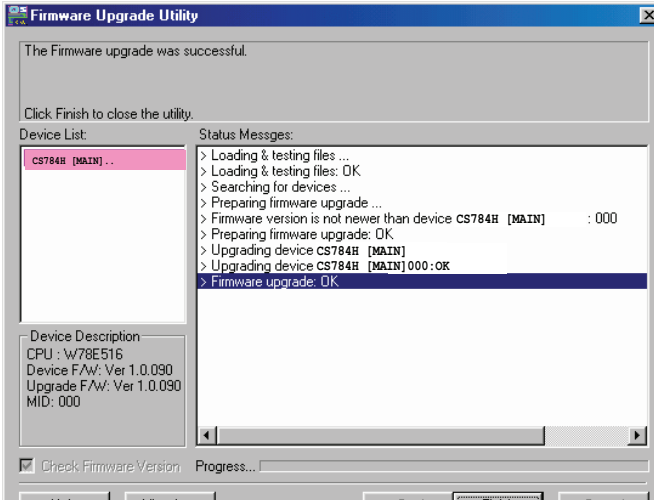 Firmware Upgrade Utility
The Firmware upgrade was successful.
Click Finish to close the utility.
Device List:
Status Messges:
CS784H [MAIN]..
> Loading & testing files ...
> Loading & testing files: OK
> Searching for devices ...
> Preparing firmware upgrade ...
> Firmware version is not newer than device CS784H [MAIN] : 000
> Preparing firmware upgrade: OK
> Upgrading device CS784H [MAIN]
> Upgrading device CS784H [MAIN]000:OK
> Firmware upgrade: OK
Device Description
CPU : W78E516
Device F/W: Ver 1.0.090
Upgrade F/W: Ver 1.0.090
MID: 000
Check Firmware Version
Progress...